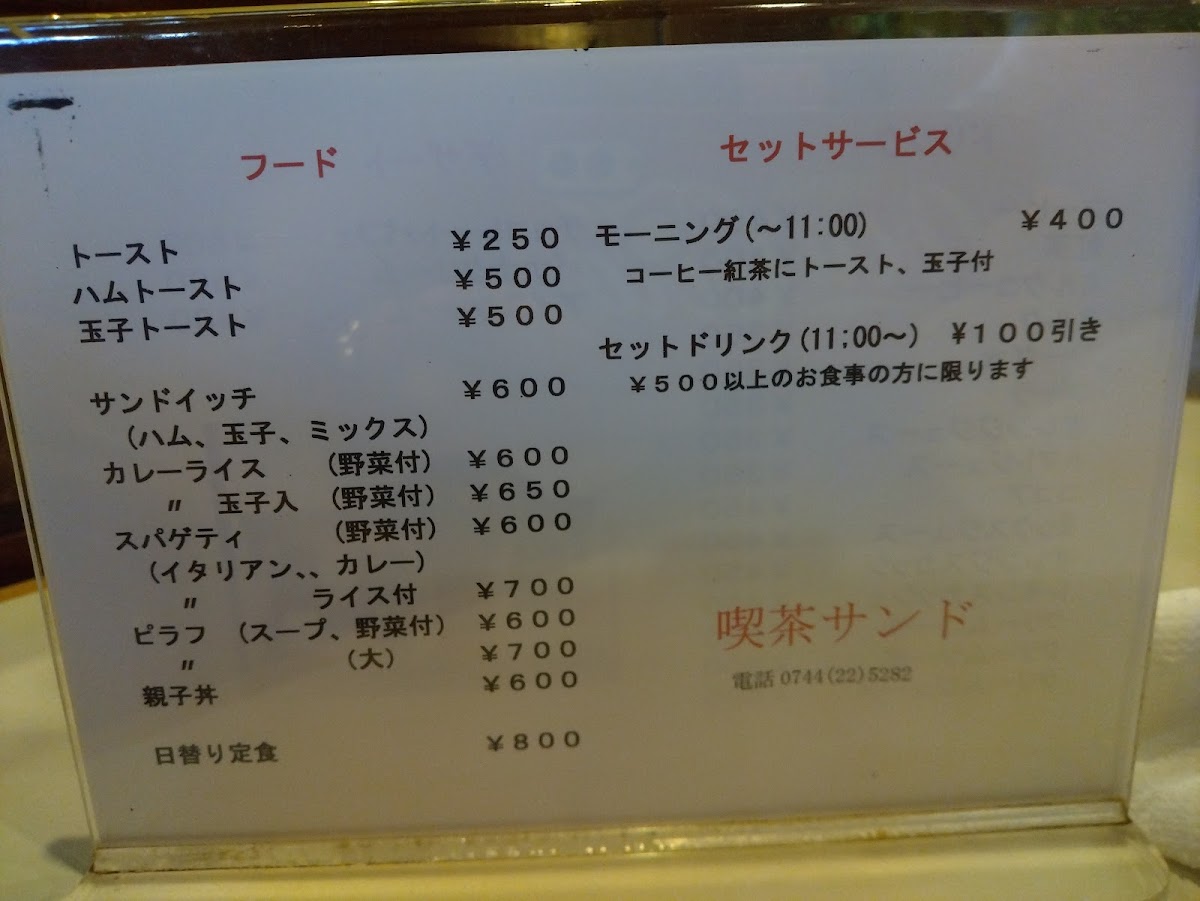 フード
トースト ￥２５０
ハムトースト ￥５００
玉子トースト ￥５００
サンドイッチ ￥６００
（ハム、玉子、ミックス）
カレーライス （野菜付） ￥６００
〃 玉子入 （野菜付） ￥６５０
スパゲティ （野菜付） ￥６００
（イタリアン、、カレー）
〃 ライス付 ￥７００
ピラフ （スープ、野菜付） ￥６００
〃 （大） ￥７００
親子丼 ￥６００
日替り定食 ￥８００
セットサービス
モーニング(～11:00) ￥４００
コーヒー紅茶にトースト、玉子付
セットドリンク(11:00～) ￥１００引き
￥５００以上のお食事の方に限ります
喫茶サンド
電話 0744(22)5282